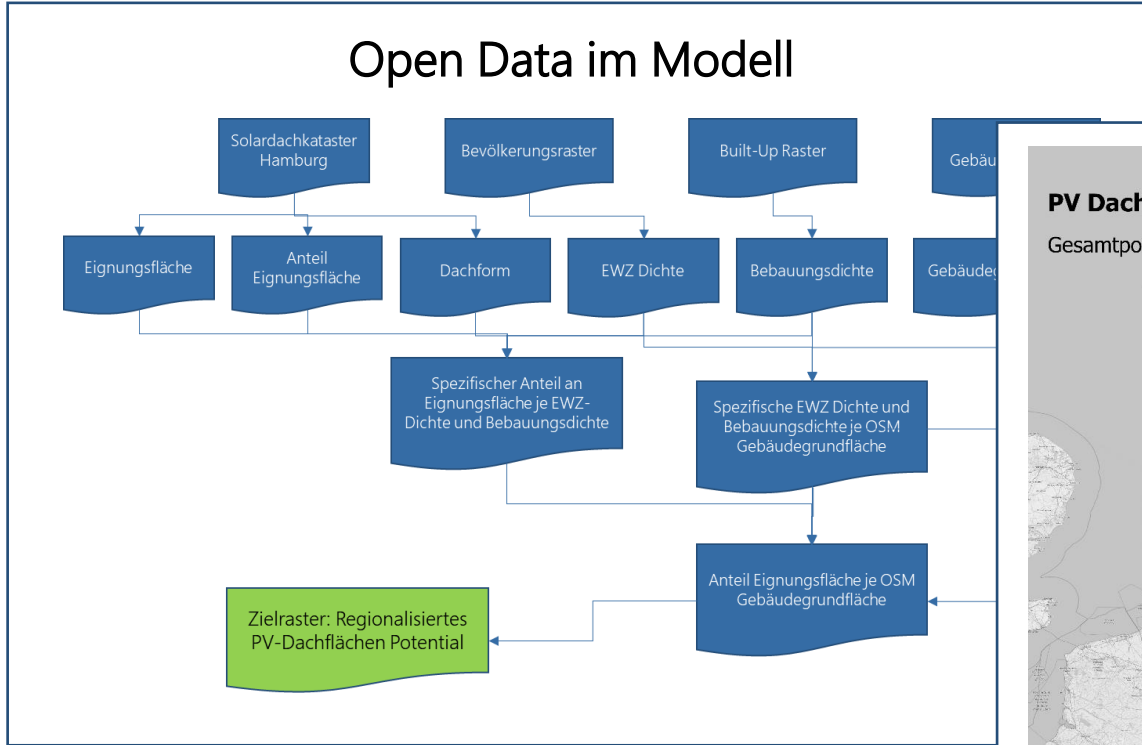 Open Data im Modell
Solardachkataster
Hamburg
Bevölkerungsraster
Built-Up Raster
Eignungsfläche
Anteil
Eignungsfläche
Dachform
EWZ Dichte
Bebauungsdichte
Spezifischer Anteil an
Eignungsfläche je EWZ-
Dichte und Bebauungsdichte
Spezifische EWZ Dichte und
Bebauungsdichte je OSM
Gebäudegrundfläche
Anteil Eignungsfläche je OSM
Gebäudegrundfläche
Zielraster: Regionalisiertes
PV-Dachflächen Potential
PV